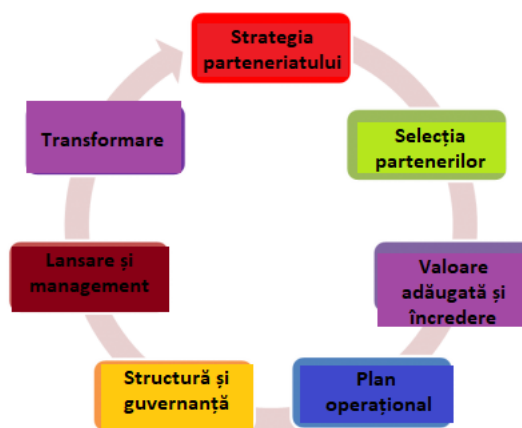 Strategia
parteneriatului
Selecția
partenerilor
Valoare
adăugată și
încredere
Plan
operațional
Structură și
guvernanță
Lansare și
management
Transformare